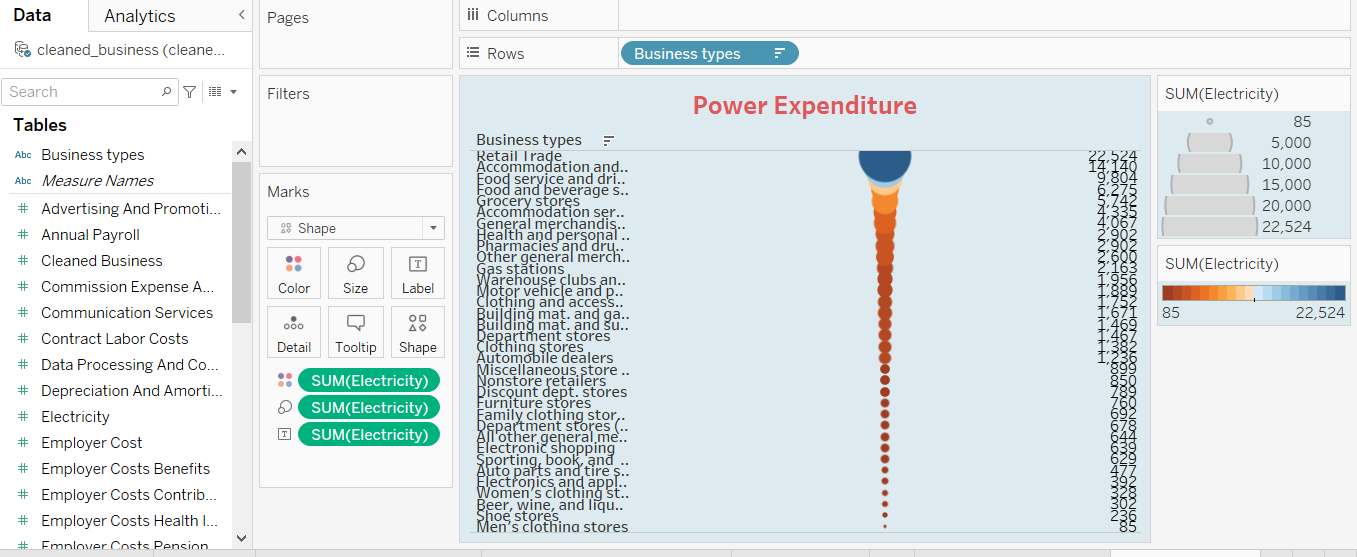 Data
Analytics
cleaned_business (cleane...
Search
Tables
Abc Business types
Abc Measure Names
# Advertising And Promoti...
# Annual Payroll
# Cleaned Business
# Commission Expense A...
# Communication Services
# Contract Labor Costs
# Data Processing And Co...
# Depreciation And Amorti...
# Electricity
# Employer Cost
# Employer Costs Benefits
# Employer Costs Contrib...
# Employer Costs Health I...
# Employer Costs Pension
Pages
Filters
Marks
Shape
Color Size Label
Detail Tooltip Shape
SUM(Electricity)
SUM(Electricity)
SUM(Electricity)
Columns
Rows Business types
Power Expenditure
Business types
Retail Trade 22,524
Accommodation and.. 14,140
Food service and dri.. 9,804
Food and beverage s.. 6,275
Grocery stores 5,742
Accommodation ser.. 4,335
General merchandis.. 4,067
Health and personal .. 2,902
Pharmacies and dru.. 2,902
Other general merch.. 2,600
Gas stations 2,163
Warehouse clubs an.. 1,956
Motor vehicle and p.. 1,889
Clothing and access.. 1,752
Building mat. and ga.. 1,671
Building mat. and su.. 1,469
Department stores 1,467
Clothing stores 1,382
Automobile dealers 1,236
Miscellaneous store .. 899
Nonstore retailers 850
Discount dept. stores 789
Furniture stores 760
Family clothing stor.. 692
Department stores (.. 678
All other general me.. 644
Electronic shopping 639
Sporting, book, and .. 629
Auto parts and tire s.. 477
Electronics and appl.. 392
Women's clothing st.. 328
Beer, wine, and liqu.. 302
Shoe stores 236
Men's clothing stores 85
SUM(Electricity)
85
5,000
10,000
15,000
20,000
22,524
SUM(Electricity)
85 22,524